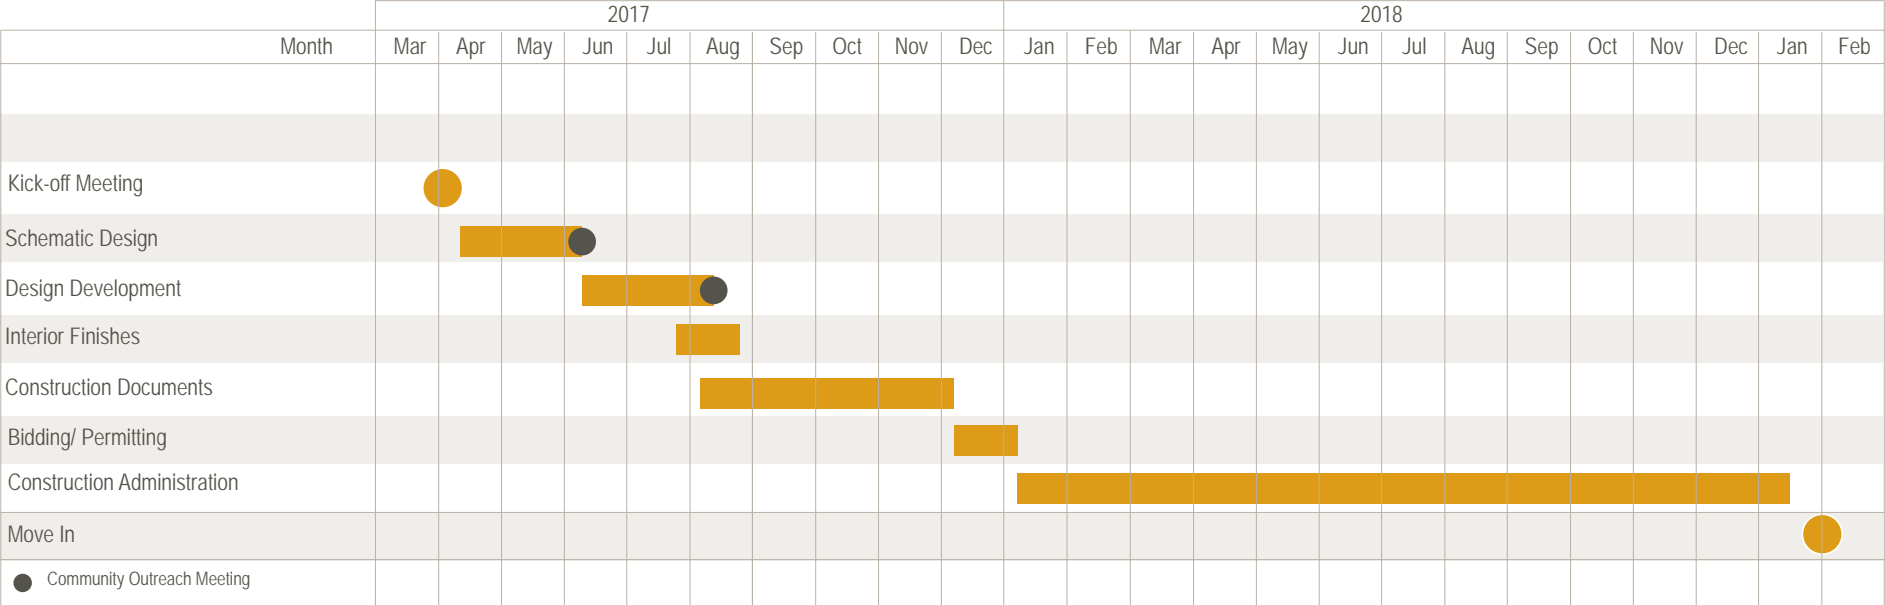 2017 2018
Month Mar Apr May Jun Jul Aug Sep Oct Nov Dec Jan Feb Mar Apr May Jun Jul Aug Sep Oct Nov Dec Jan Feb
Kick-off Meeting
Schematic Design
Design Development
Interior Finishes
Construction Documents
Bidding/ Permitting
Construction Administration
Move In
Community Outreach Meeting